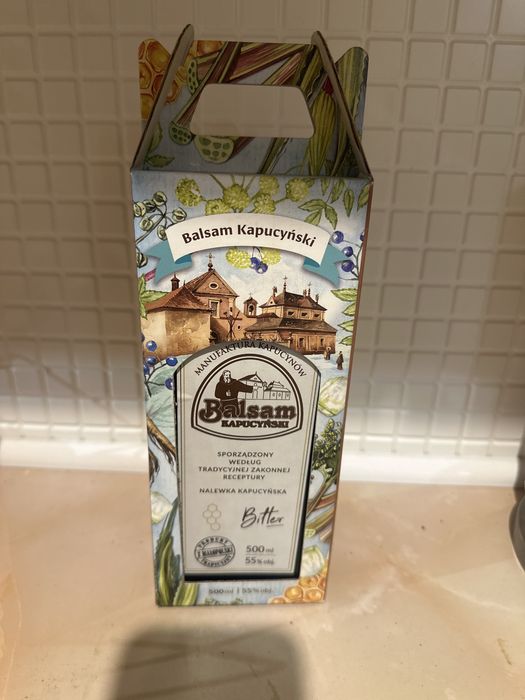 Balsam Kapucyński
MANUFAKTURA KAPUCYNÓW
Balsam
KAPUCYŃSKI
SPORZĄDZONY
WEDŁUG
TRADYCYJNEJ ZAKONNEJ
RECEPTURY
NALEWKA KAPUCYŃSKA
Bitter
500 ml
55% obj.
500 ml | 55% obj.